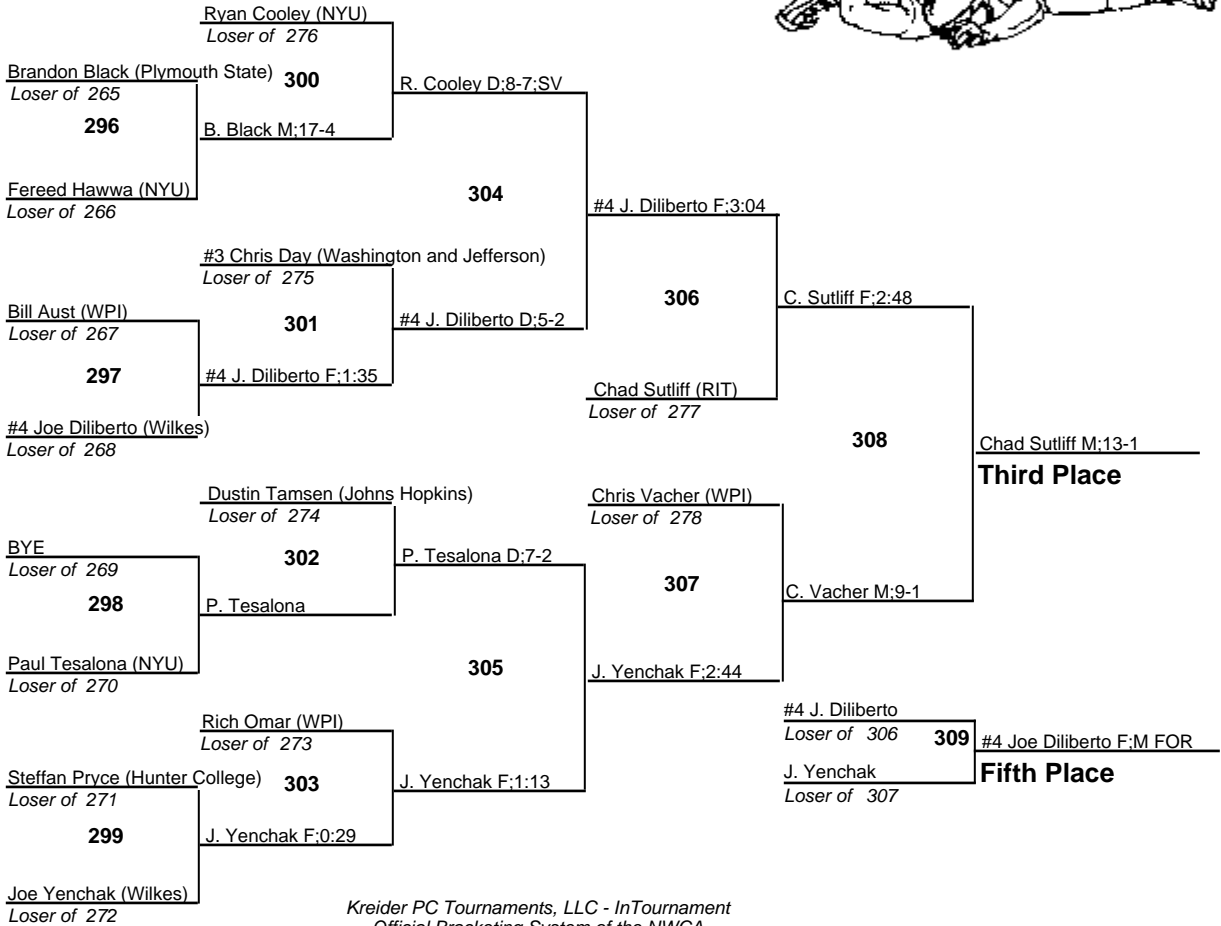 Ryan Cooley (NYU)
Loser of 276
Brandon Black (Plymouth State)
Loser of 265
300
R. Cooley D;8-7;SV
296
B. Black M;17-4
Fereed Hawwa (NYU)
Loser of 266
304
#4 J. Diliberto F;3:04
#3 Chris Day (Washington and Jefferson)
Loser of 275
Bill Aust (WPI)
Loser of 267
301
#4 J. Diliberto D;5-2
306
C. Sutliff F;2:48
297
#4 J. Diliberto F;1:35
Chad Sutliff (RIT)
Loser of 277
#4 Joe Diliberto (Wilkes)
Loser of 268
308
Chad Sutliff M;13-1
Third Place
Dustin Tamsen (Johns Hopkins)
Loser of 274
Chris Vacher (WPI)
Loser of 278
BYE
Loser of 269
302
P. Tesalona D;7-2
307
298
P. Tesalona
C. Vacher M;9-1
Paul Tesalona (NYU)
Loser of 270
305
J. Yenchak F;2:44
Rich Omar (WPI)
Loser of 273
#4 J. Diliberto
Loser of 306
309
#4 Joe Diliberto F;M FOR
Fifth Place
Steffan Pryce (Hunter College)
Loser of 271
303
J. Yenchak F;1:13
J. Yenchak
Loser of 307
299
J. Yenchak F;0:29
Joe Yenchak (Wilkes)
Loser of 272
Kreider PC Tournaments, LLC - InTournament
Official Bracketing System of the NWCA